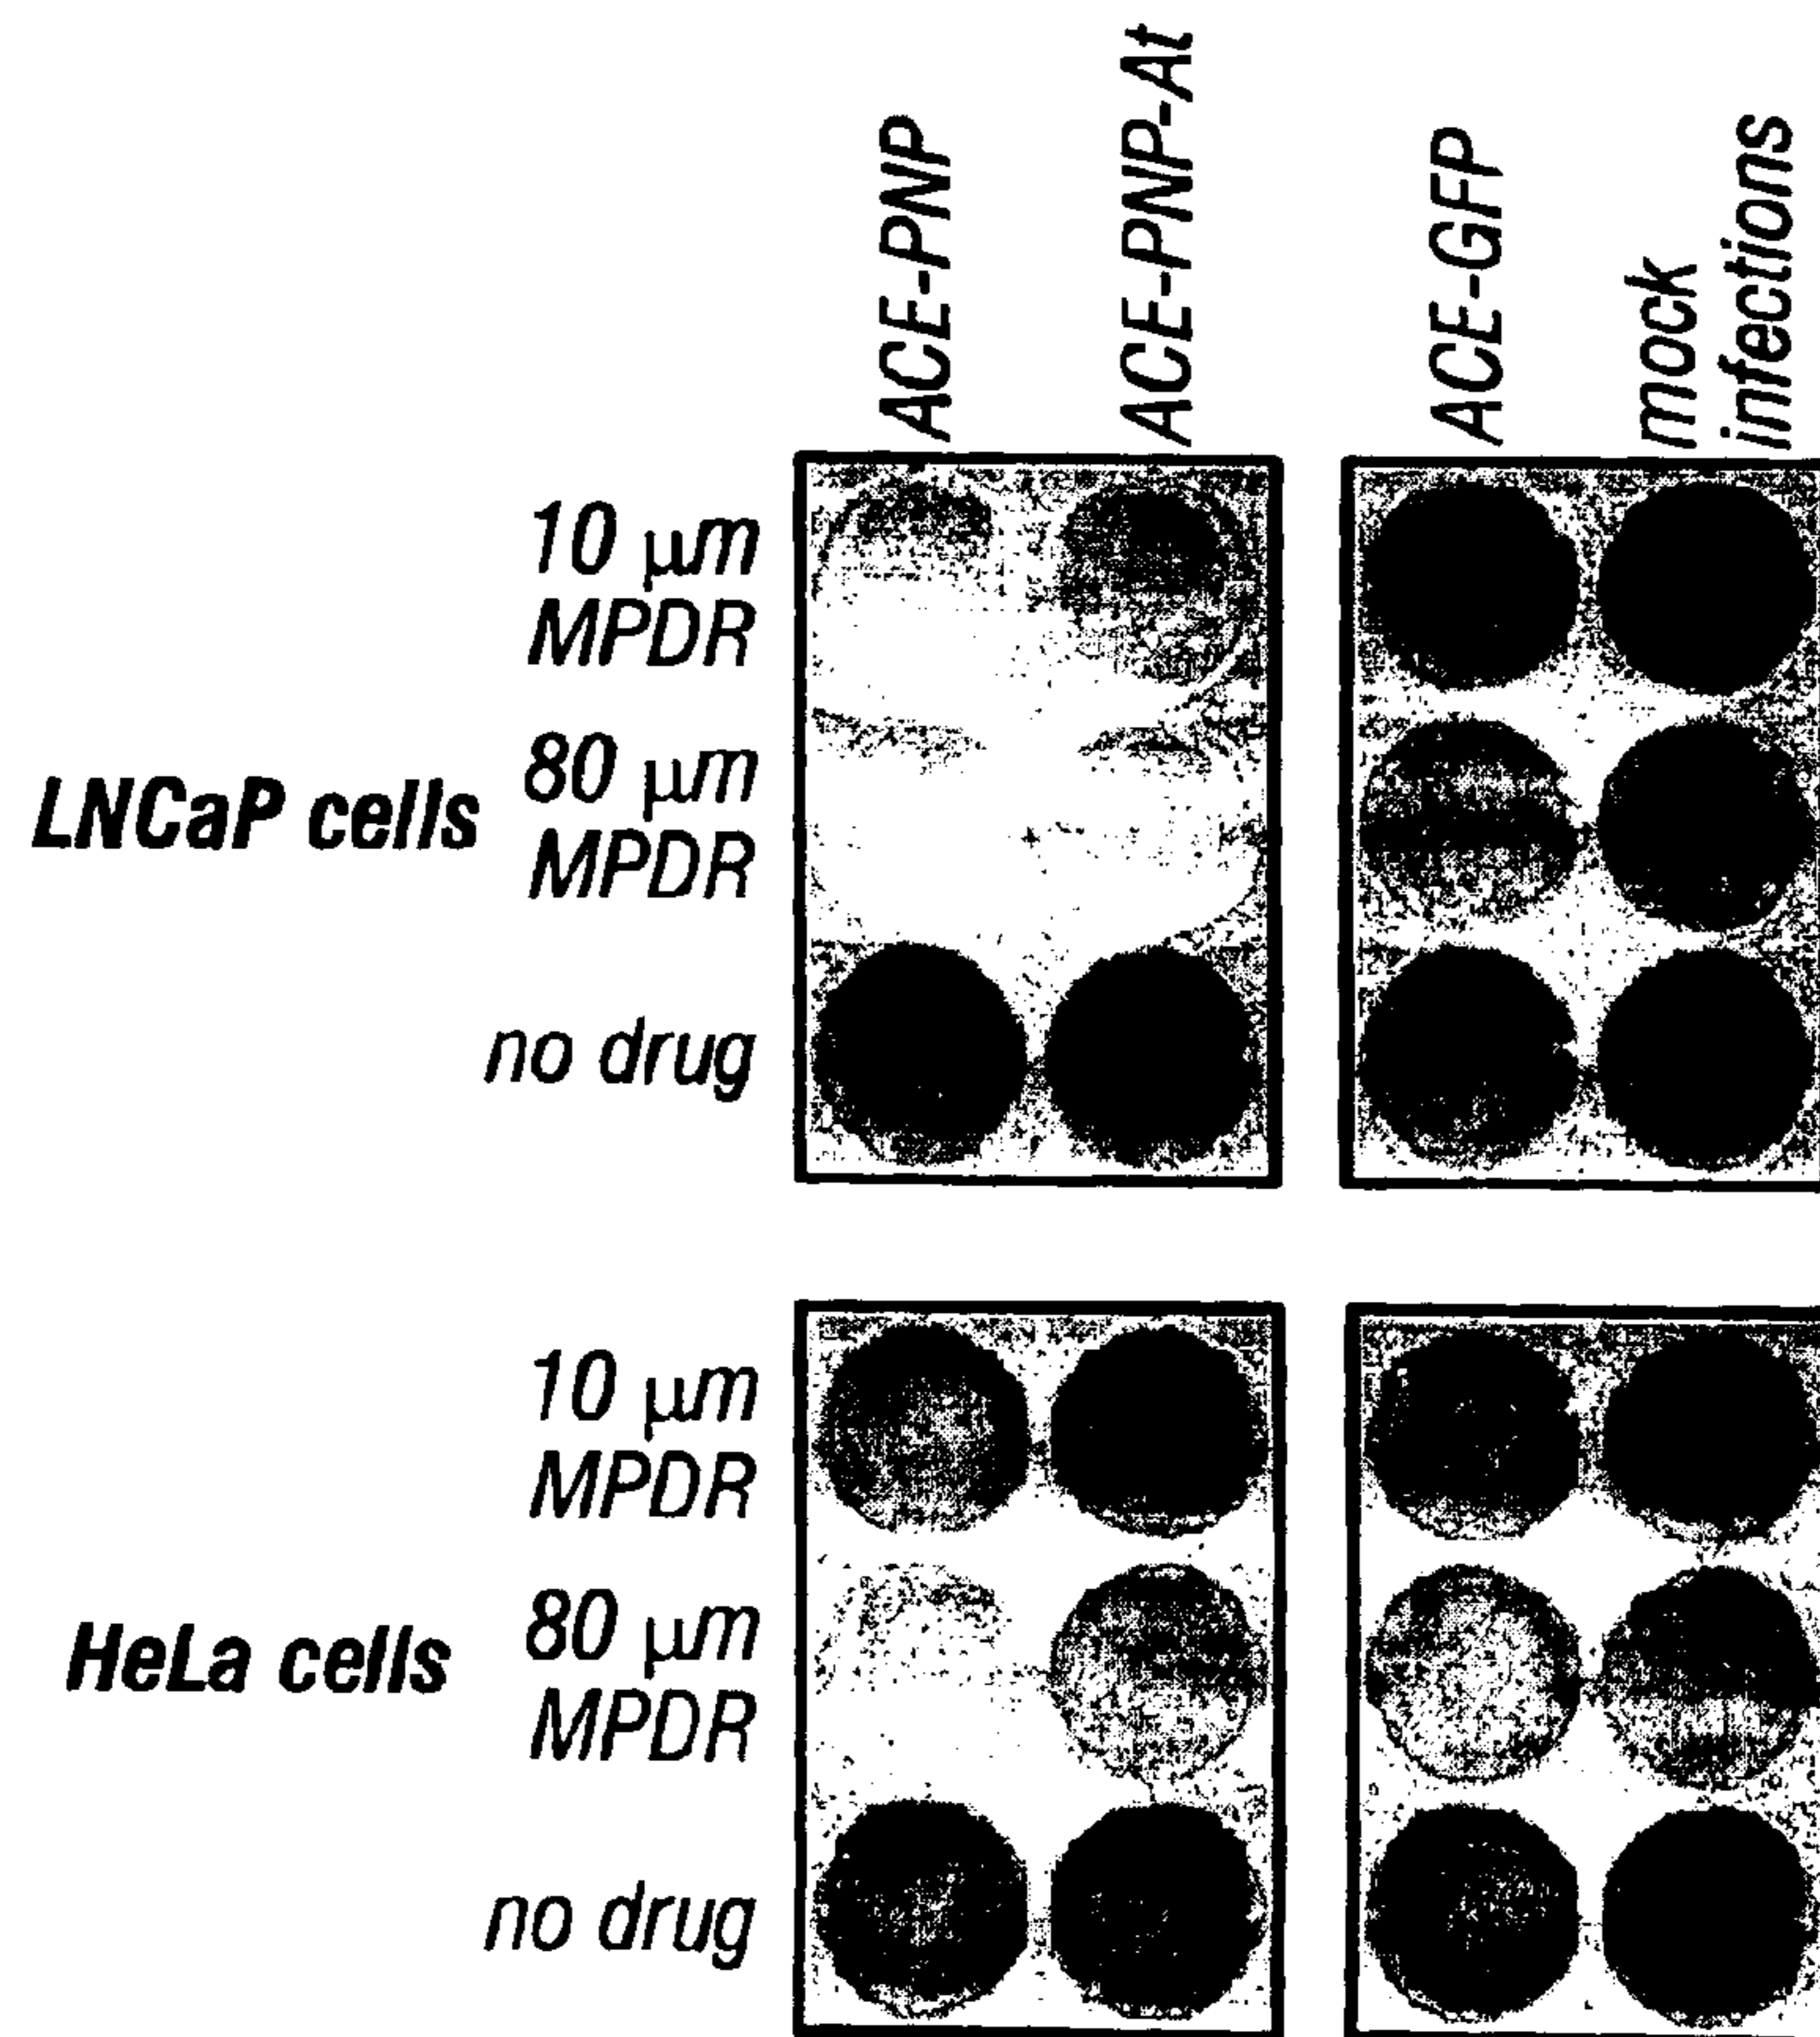 ACE-PNP
ACE-PNP-At
ACE-GFP
mock
infections
LNCaP cells
10 μm
MPDR
80 μm
MPDR
no drug
HeLa cells
10 μm
MPDR
80 μm
MPDR
no drug